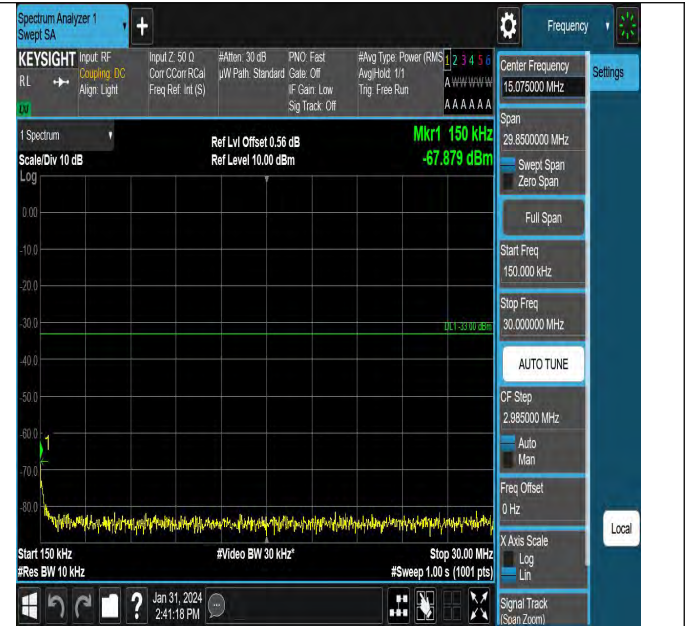 Spectrum Analyzer 1
Swept SA
+
Frequency
KEYSIGHT
RL
Input: RF
Coupling: DC
Align: Light
Input Z: 50 Ω
Corr CCorr RCal
Freq Ref: Int (S)
#Atten: 30 dB
µW Path: Standard
PNO: Fast
Gate: Off
IF Gain: Low
Sig Track: Off
#Avg Type: Power (RMS
Avg|Hold: 1/1
Trig: Free Run
1 2 3 4 5 6
A W W W W W
A A A A A A
1 Spectrum
Scale/Div 10 dB
Log
Ref Lvl Offset 0.56 dB
Ref Level 10.00 dBm
Mkr1 150 kHz
-67.879 dBm
0.00
-10.0
-20.0
-30.0
DL1 -33.00 dBm
-40.0
-50.0
-60.0
1
-70.0
-80.0
Start 150 kHz
#Res BW 10 kHz
#Video BW 30 kHz*
Stop 30.00 MHz
#Sweep 1.00 s (1001 pts)
Center Frequency
15.075000 MHz
Settings
Span
29.8500000 MHz
Swept Span
Zero Span
Full Span
Start Freq
150.000 kHz
Stop Freq
30.000000 MHz
AUTO TUNE
CF Step
2.985000 MHz
Auto
Man
Freq Offset
0 Hz
X Axis Scale
Log
Lin
Local
Signal Track
(Span Zoom)
?
Jan 31, 2024
2:41:18 PM